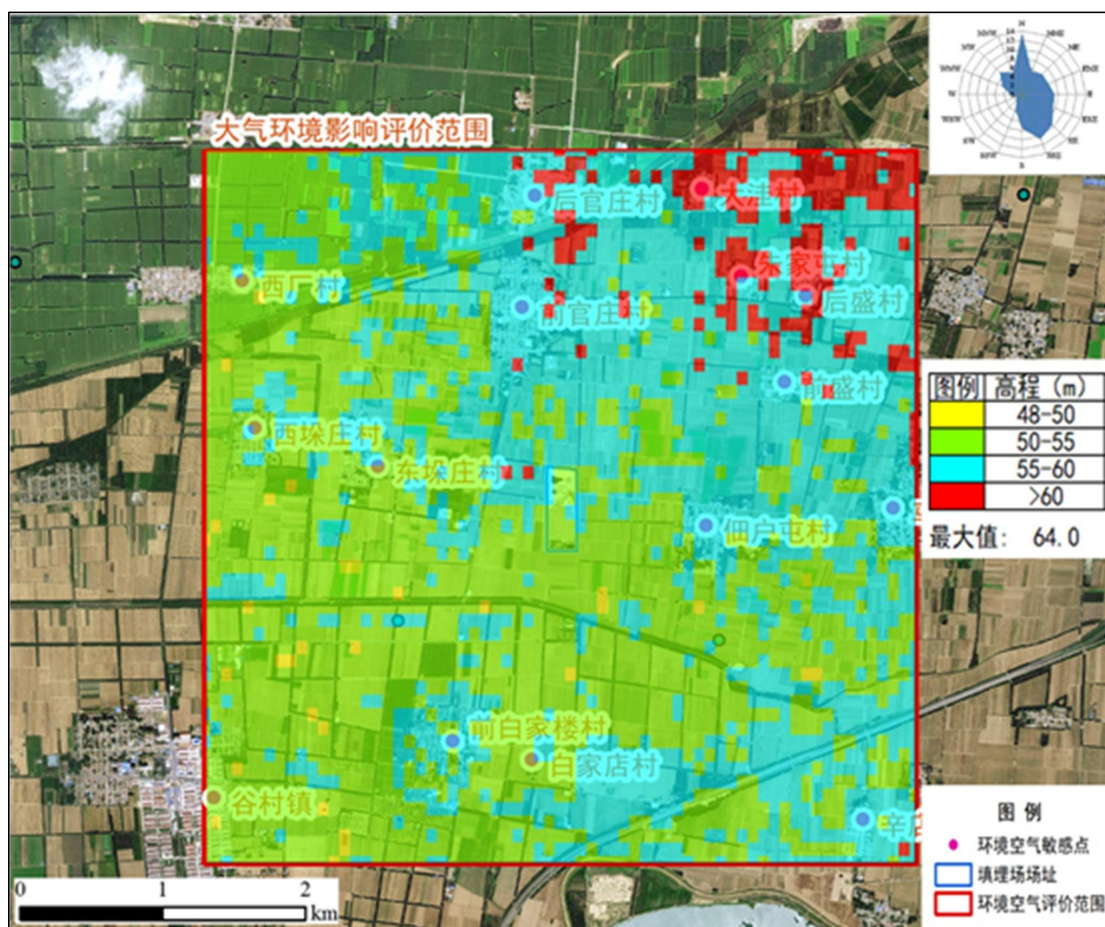 N
大气环境影响评价范围
后官庄村
大洼村
朱家屯村
西厂村
后盛村
前官庄村
前盛村
图例 高程（m）
48-50
50-55
55-60
>60
最大值: 64.0
西垛庄村
东垛庄村
佃户屯村
前白家楼村
白家店村
谷村镇
辛
图 例
环境空气敏感点
填埋场场址
环境空气评价范围
0 1 2
km